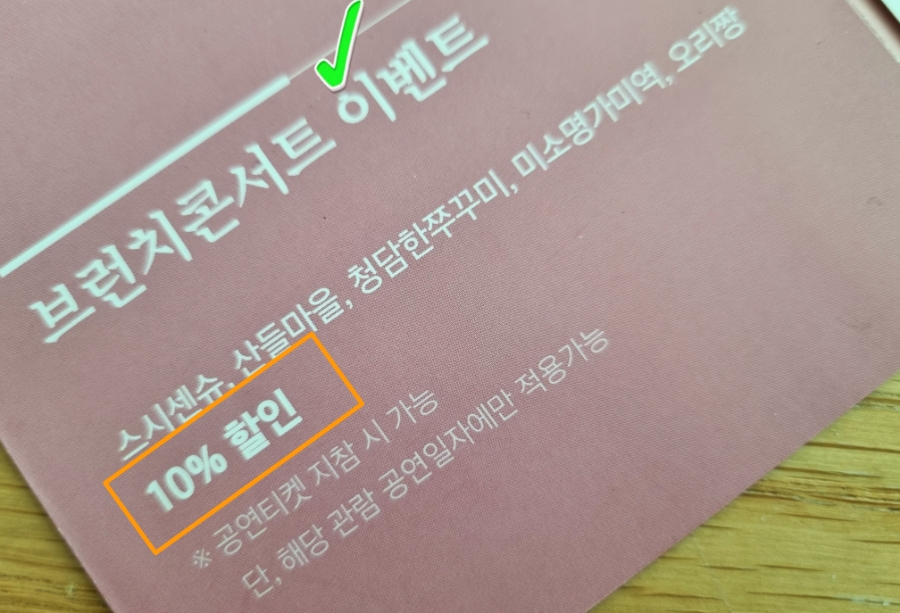 브런치콘서트 이벤트
스시센슈, 산들마을, 청담한쭈꾸미, 미소명가미역, 오리짱
10% 할인
※ 공연티켓 지참 시 가능
단, 해당 관람 공연일자에만 적용가능